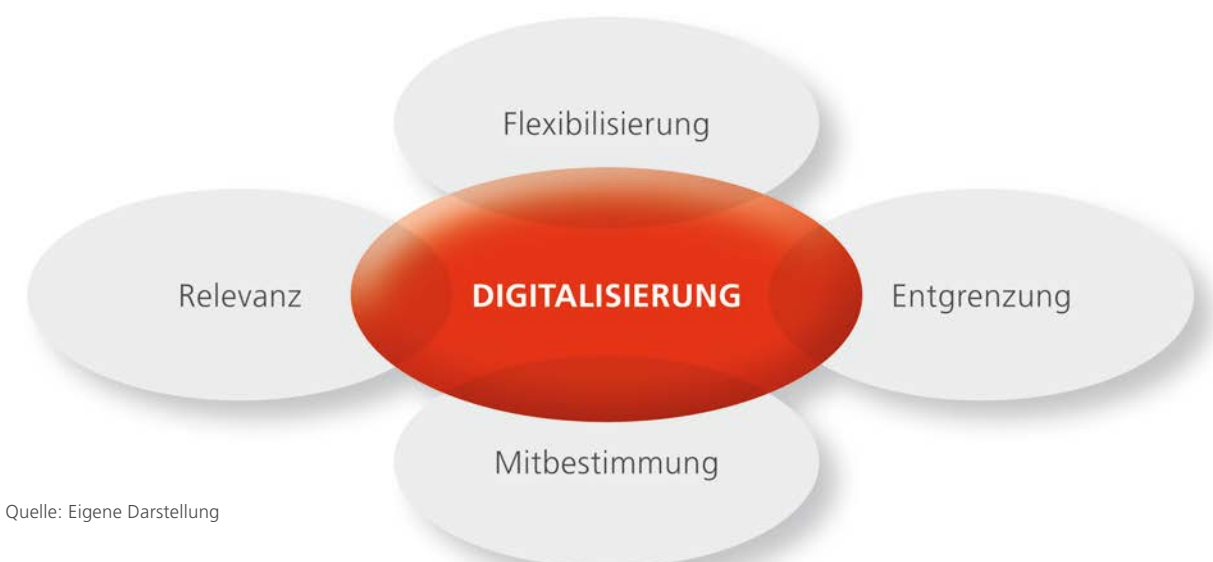 Flexibilisierung
Relevanz
DIGITALISIERUNG
Entgrenzung
Mitbestimmung
Quelle: Eigene Darstellung